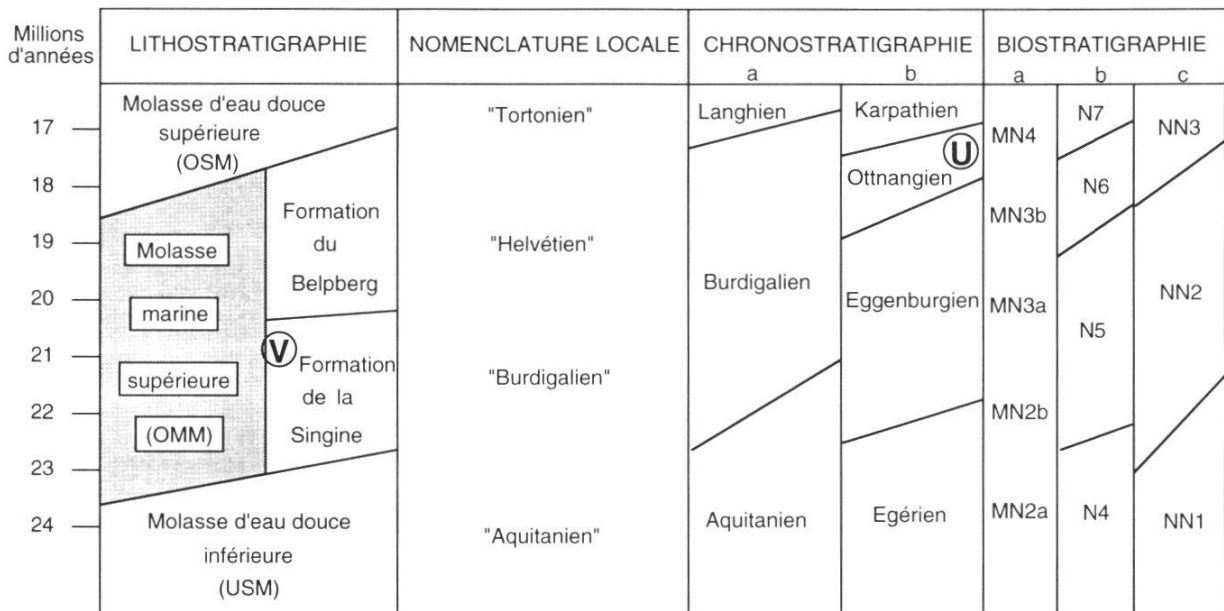 Millions
d'années
LITHOSTRATIGRAPHIE
NOMENCLATURE LOCALE
CHRONOSTRATIGRAPHIE
a
b
BIOSTRATIGRAPHIE
a
b
c
17
18
19
20
21
22
23
24
Molasse d'eau douce
supérieure
(OSM)
Molasse
marine
supérieure
(OMM)
Formation
du
Belpberg
V
Formation
de la
Singine
Molasse d'eau douce
inférieure
(USM)
"Tortonien"
"Helvétien"
"Burdigalien"
"Aquitanien"
Langhien
Burdigalien
Aquitanien
Karpathien
U
Ottnangien
Eggenburgien
Egérien
MN4
MN3b
MN3a
MN2b
MN2a
N7
N6
N5
N4
NN3
NN2
NN1